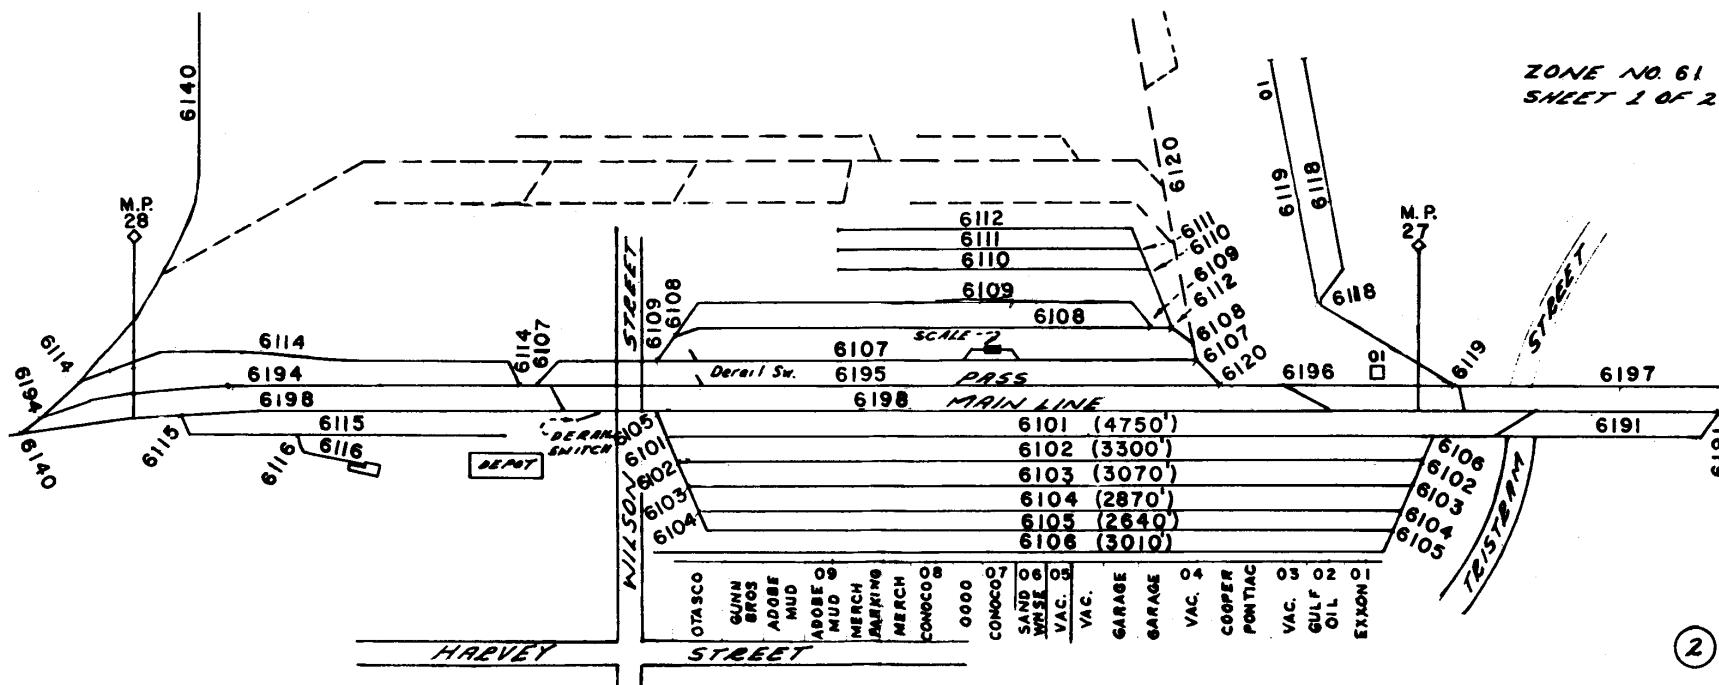 ZONE NO. 61
SHEET 1 OF 2
6140
01
6119
6118
6120
M.P.
28
M.P.
27
6112
6111
6110
6111
6110
6109
6112
6109
6108
6109
6108
6108
6107
6120
SCALE
6118
6119
STREET
STREET
6114
6114
6114
6107
6107
Derail Sw.
6194
6194
6195
PASS
6196
01
6197
6198
6198
MAIN LINE
6115
6115
6116
6116
6140
DERAIL
SWITCH
DEPOT
6105
6101
6102
6103
6104
6101 (4750')
6102 (3300')
6103 (3070')
6104 (2870')
6105 (2640')
6106 (3010')
6106
6102
6103
6104
6105
6191
6191
TRISTRAM
WILSON
OTASCO
GUNN
BROS
ADOBE
MUD
09
ADOBE
MUD
MERCH
PARKING
MERCH
08
CONOCO
0000
07
CONOCO
06
SAND
WHSE
05
VAC.
VAC.
GARAGE
GARAGE
04
VAC.
COOPER
PONTIAC
03
VAC.
02
GULF
OIL
01
EXXON
HARVEY STREET
2